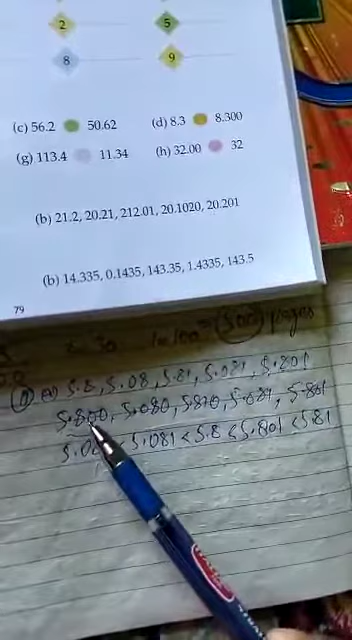 2 5
8 9
(c) 56.2 50.62 (d) 8.3 8.300
(g) 113.4 11.34 (h) 32.00 32
(b) 21.2, 20.21, 212.01, 20.1020, 20.201
(b) 14.335, 0.1435, 143.35, 1.4335, 143.5
79
pages
(a) 5.8, 5.08, 5.81, 5.081, 5.801
5.800, 5.080, 5.810, 5.081, 5.801
5.081 < 5.8 < 5.801 < 5.81